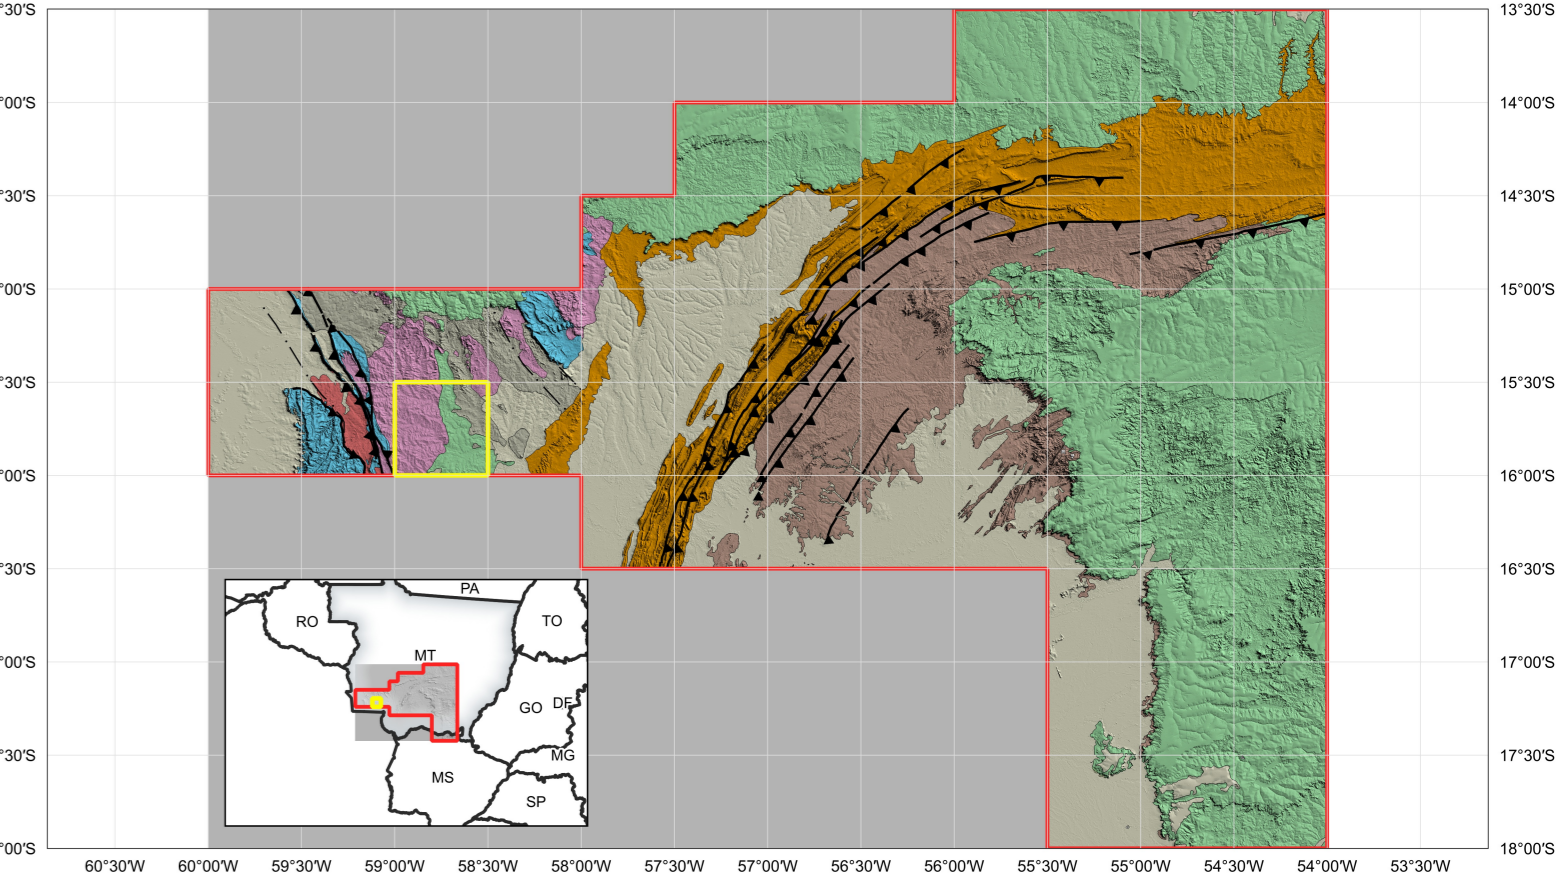 °30′S 13°30′S
°00′S 14°00′S
°30′S 14°30′S
°00′S 15°00′S
°30′S 15°30′S
°00′S 16°00′S
°30′S 16°30′S
PA
RO TO
MT
°00′S 17°00′S
GO DF
°30′S 17°30′S
MG
MS
SP
°00′S 18°00′S
60°30′W 60°00′W 59°30′W 59°00′W 58°30′W 58°00′W 57°30′W 57°00′W 56°30′W 56°00′W 55°30′W 55°00′W 54°30′W 54°00′W 53°30′W